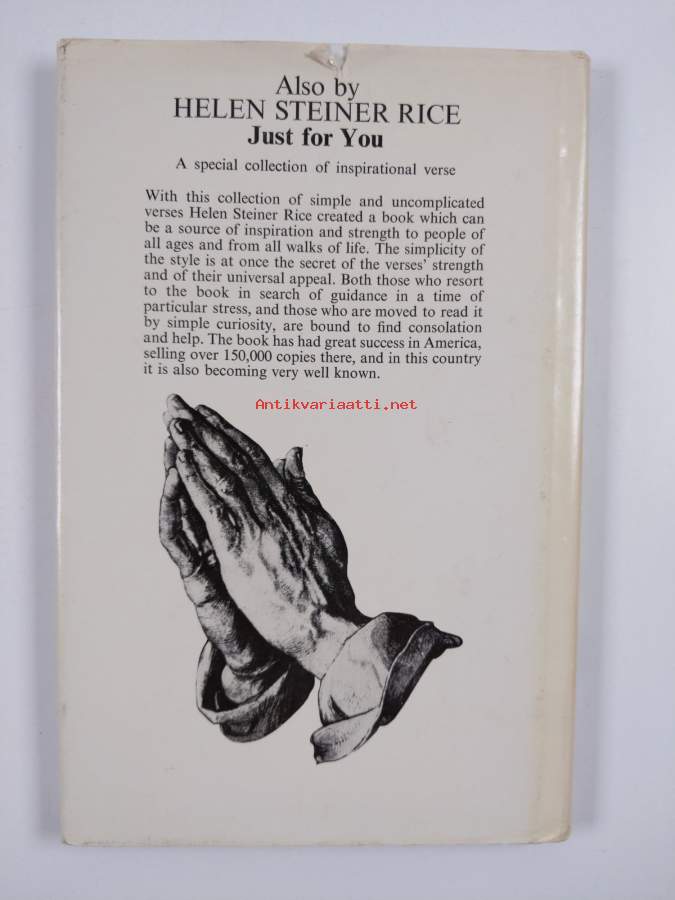 Also by
HELEN STEINER RICE
Just for You
A special collection of inspirational verse
With this collection of simple and uncomplicated
verses Helen Steiner Rice created a book which can
be a source of inspiration and strength to people of
all ages and from all walks of life. The simplicity of
the style is at once the secret of the verses' strength
and of their universal appeal. Both those who resort
to the book in search of guidance in a time of
particular stress, and those who are moved to read it
by simple curiosity, are bound to find consolation
and help. The book has had great success in America,
selling over 150,000 copies there, and in this country
it is also becoming very well known.
Antikvariaatti.net